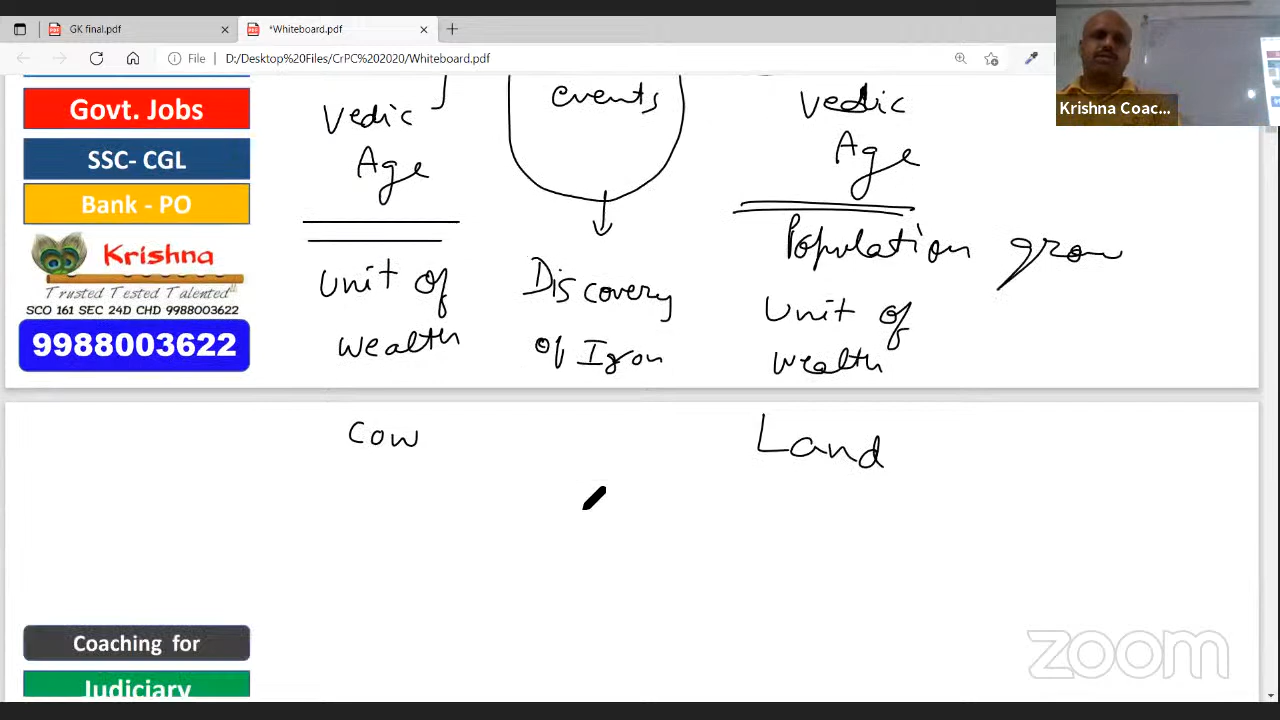 GK final.pdf
*Whiteboard.pdf
File
D:/Desktop%20Files/CrPC%202020/Whiteboard.pdf
Krishna Coac...
Govt. Jobs
SSC- CGL
Bank - PO
Krishna
Trusted Tested Talented
SCO 161 SEC 24D CHD 9988003622
9988003622
Vedic
Age
Unit of
wealth
Cow
events
Discovery
of Iron
Vedic
Age
Population grow
Unit of
wealth
Land
Coaching for
Judiciary
zoom